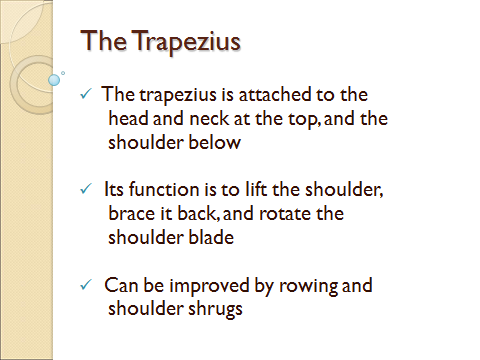 The Trapezius
✓ The trapezius is attached to the
head and neck at the top, and the
shoulder below
✓ Its function is to lift the shoulder,
brace it back, and rotate the
shoulder blade
✓ Can be improved by rowing and
shoulder shrugs